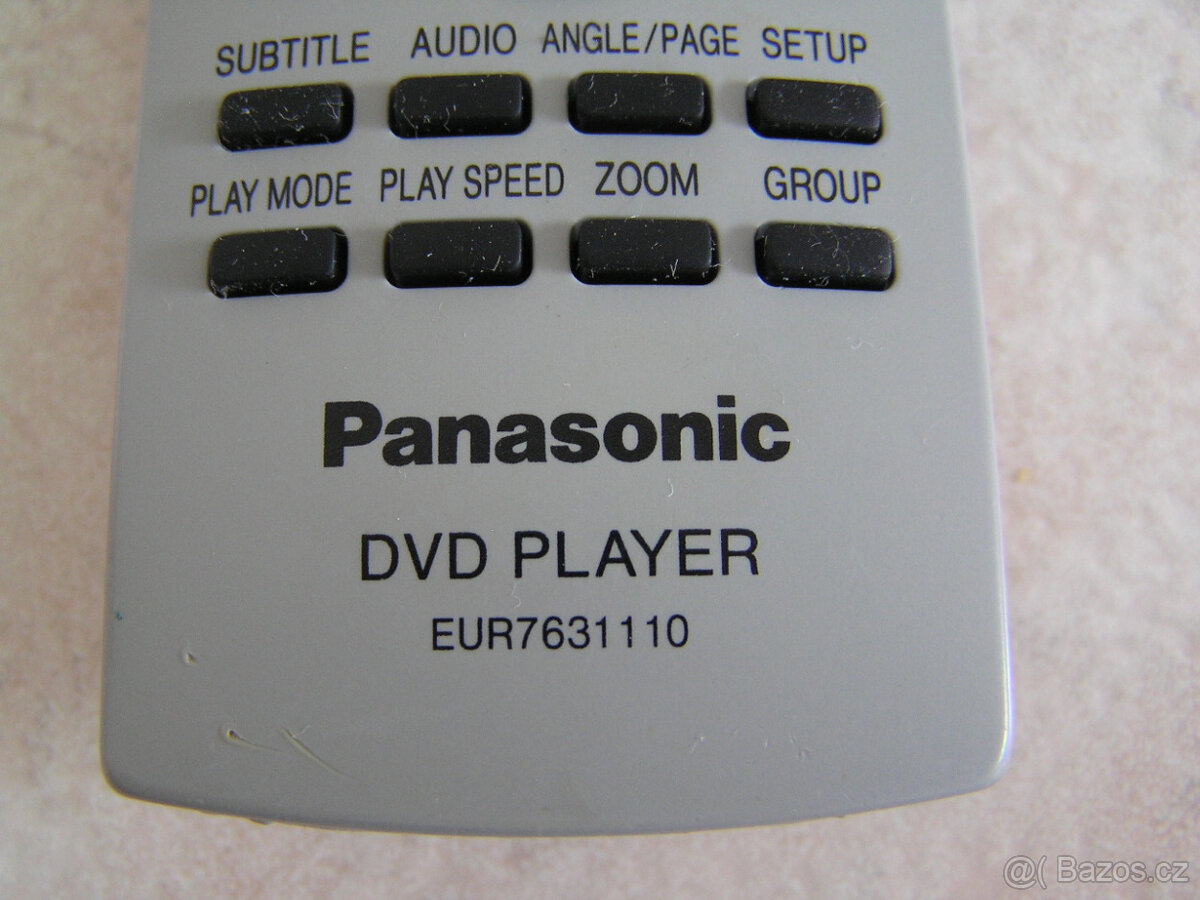 SUBTITLE AUDIO ANGLE/PAGE SETUP
PLAY MODE PLAY SPEED ZOOM GROUP
Panasonic
DVD PLAYER
EUR7631110
@( Bazos.cz